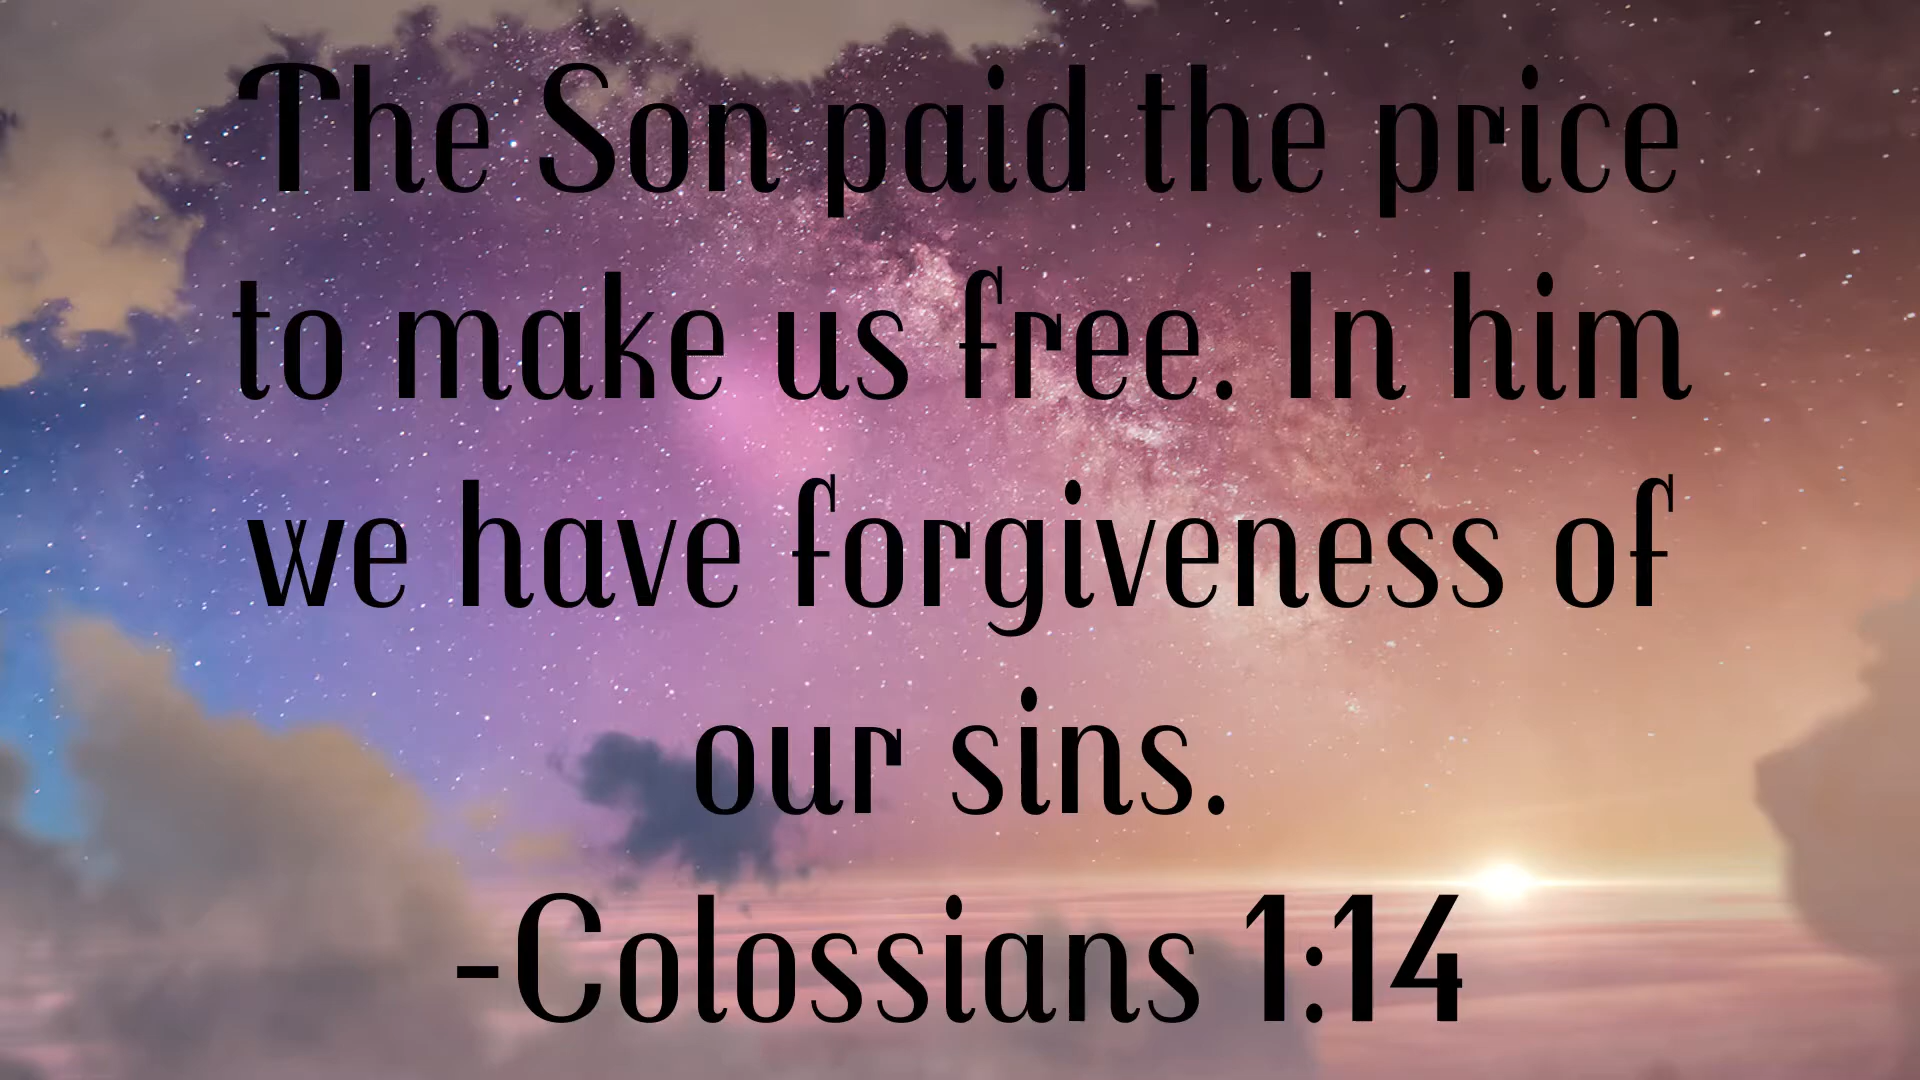 The Son paid the price
to make us free. In him
we have forgiveness of
our sins.
-Colossians 1:14